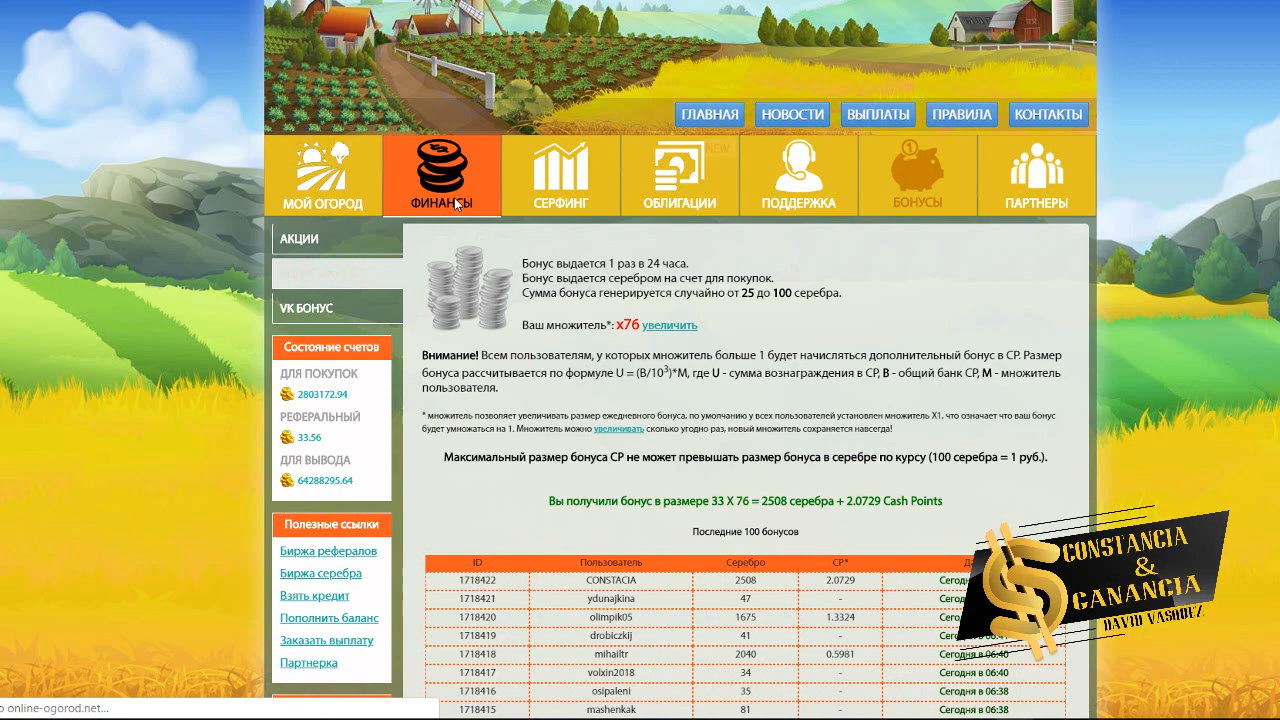 ГЛАВНАЯ НОВОСТИ ВЫПЛАТЫ ПРАВИЛА КОНТАКТЫ
NEW
МОЙ ОГОРОД ФИНАНСЫ СЕРФИНГ ОБЛИГАЦИИ ПОДДЕРЖКА БОНУСЫ ПАРТНЕРЫ
АКЦИИ
VK БОНУС
Состояние счетов
ДЛЯ ПОКУПОК
2803172.94
РЕФЕРАЛЬНЫЙ
33.56
ДЛЯ ВЫВОДА
64288295.64
Полезные ссылки
Биржа рефералов
Биржа серебра
Взять кредит
Пополнить баланс
Заказать выплату
Партнерка
Бонус выдается 1 раз в 24 часа.
Бонус выдается серебром на счет для покупок.
Сумма бонуса генерируется случайно от 25 до 100 серебра.
Ваш множитель*: x76 увеличить
Внимание! Всем пользователям, у которых множитель больше 1 будет начисляться дополнительный бонус в СР. Размер
бонуса рассчитывается по формуле U = (B/10³)*M, где U - сумма вознаграждения в СР, B - общий банк СР, M - множитель
пользователя.
* множитель позволяет увеличивать размер ежедневного бонуса, по умолчанию у всех пользователей установлен множитель X1, что означает что ваш бонус
будет умножаться на 1. Множитель можно увеличивать сколько угодно раз, новый множитель сохраняется навсегда!
Максимальный размер бонуса СР не может превышать размер бонуса в серебре по курсу (100 серебра = 1 руб.).
Вы получили бонус в размере 33 X 76 = 2508 серебра + 2.0729 Cash Points
Последние 100 бонусов
ID Пользователь Серебро СР*
1718422 CONSTACIA 2508 2.0729
1718421 ydunajkina 47 -
1718420 olimpik05 1675 1.3324
1718419 drobiczkij 41 -
1718418 mihailtr 2040 0.5981 Сегодня в 06:40
1718417 volxin2018 34 - Сегодня в 06:40
1718416 osipaleni 35 - Сегодня в 06:38
1718415 mashenkak 81 - Сегодня в 06:38
CONSTANCIA
&
GANANCIA
DAVID VASQUEZ
online-ogorod.net...